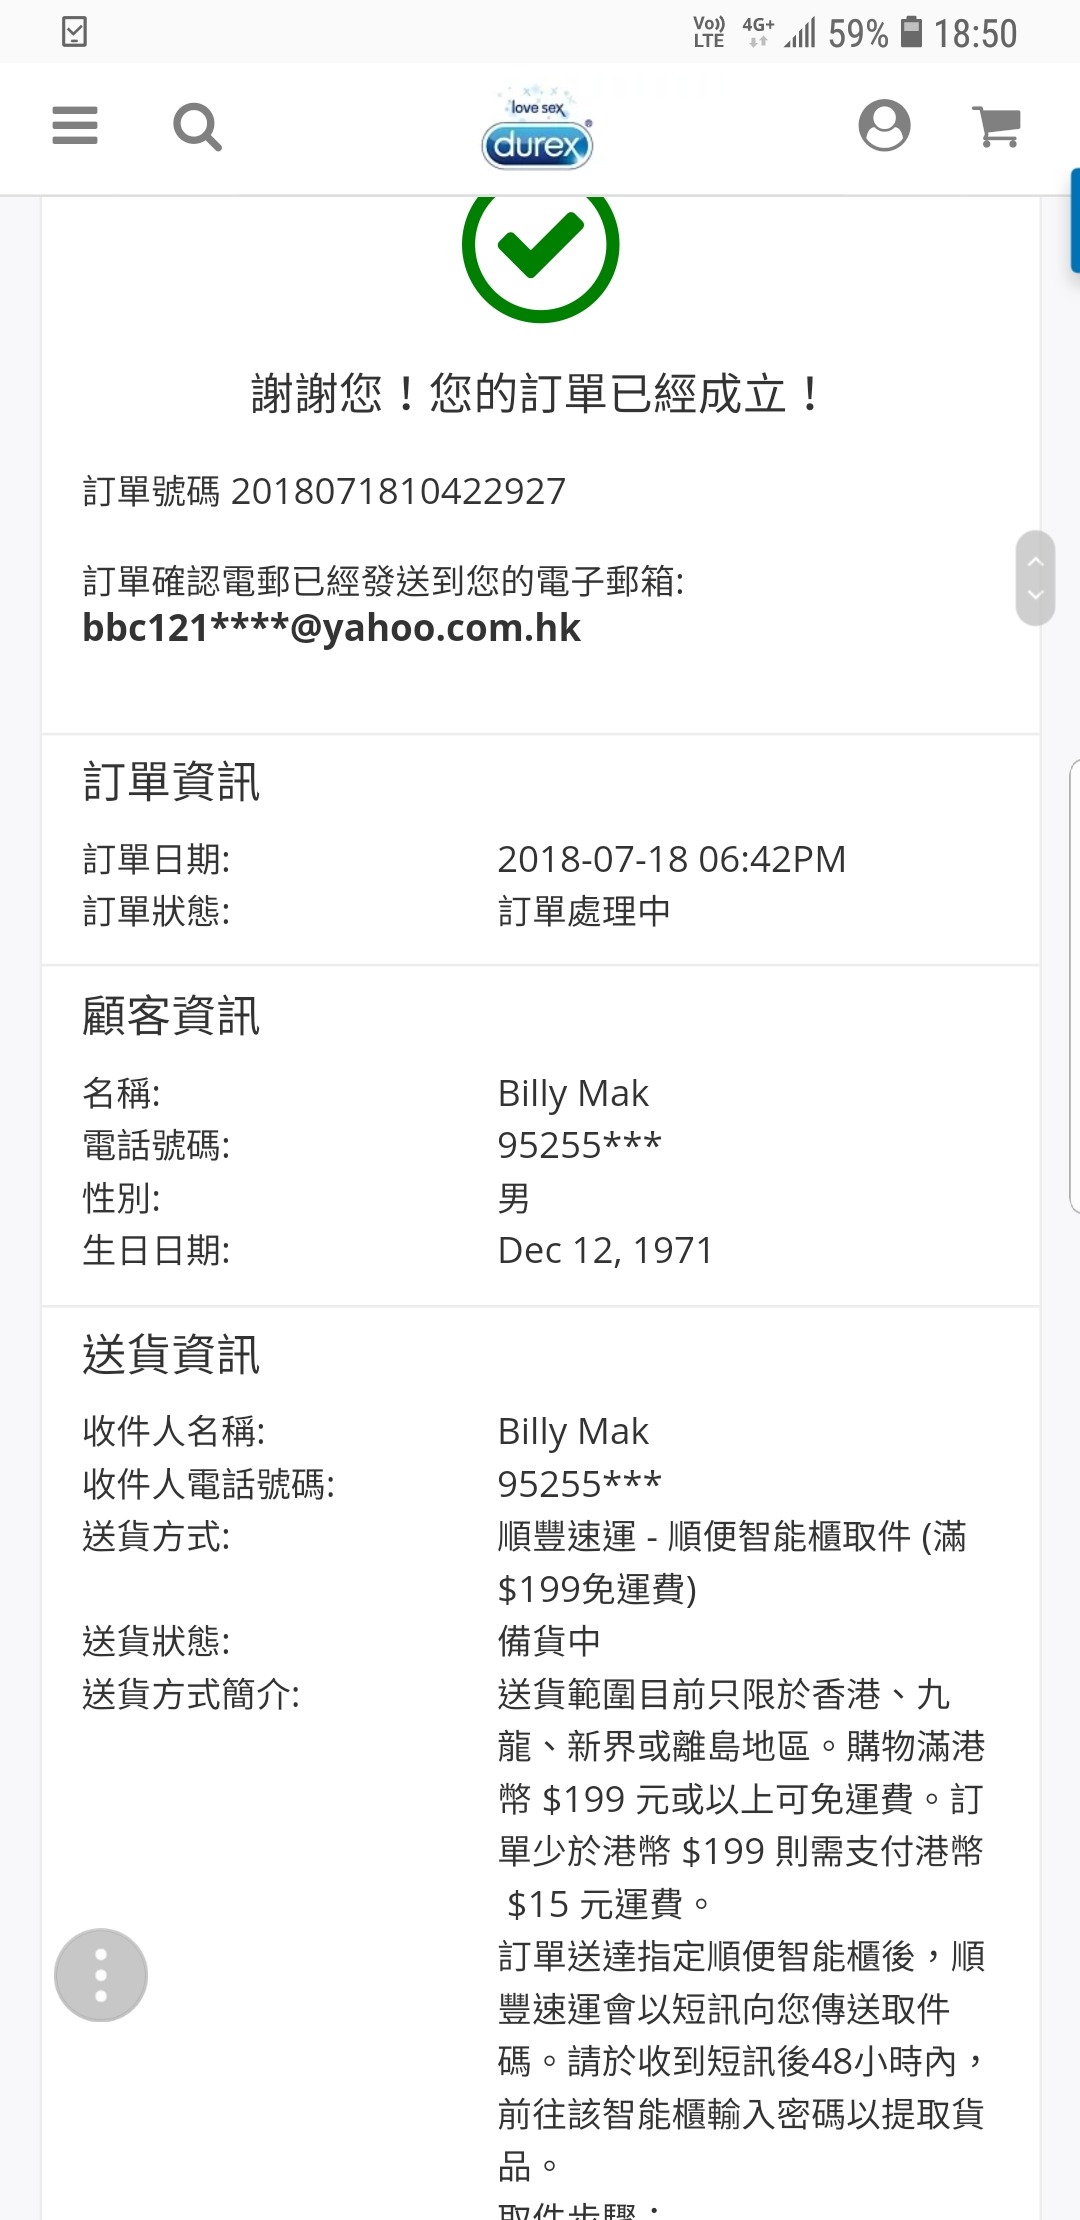 Vo)) LTE 4G+ 59% 18:50
love sex
durex®
謝謝您！您的訂單已經成立！
訂單號碼 2018071810422927
訂單確認電郵已經發送到您的電子郵箱:
bbc121****@yahoo.com.hk
訂單資訊
訂單日期: 2018-07-18 06:42PM
訂單狀態: 訂單處理中
顧客資訊
名稱: Billy Mak
電話號碼: 95255***
性別: 男
生日日期: Dec 12, 1971
送貨資訊
收件人名稱: Billy Mak
收件人電話號碼: 95255***
送貨方式: 順豐速運 - 順便智能櫃取件 (滿
$199免運費)
送貨狀態: 備貨中
送貨方式簡介: 送貨範圍目前只限於香港、九
龍、新界或離島地區。購物滿港
幣 $199 元或以上可免運費。訂
單少於港幣 $199 則需支付港幣
$15 元運費。
訂單送達指定順便智能櫃後，順
豐速運會以短訊向您傳送取件
碼。請於收到短訊後48小時內，
前往該智能櫃輸入密碼以提取貨
品。
取件步驟：